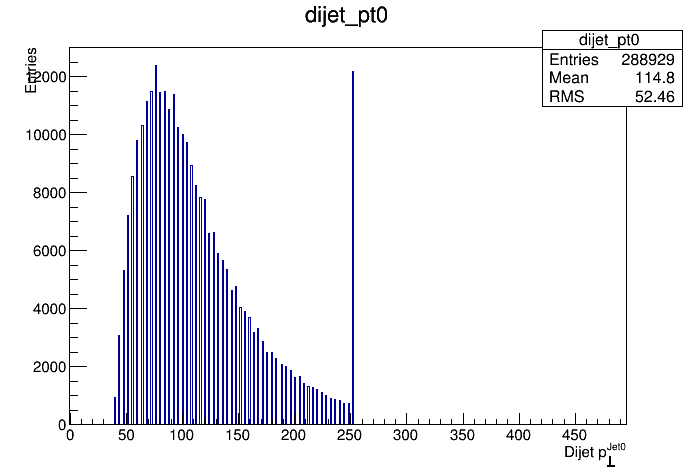 dijet_pt0
dijet_pt0
Entries 288929
Mean 114.8
RMS 52.46
Entries
12000
10000
8000
6000
4000
2000
0
0 50 100 150 200 250 300 350 400 450
Dijet p⊥Jet0